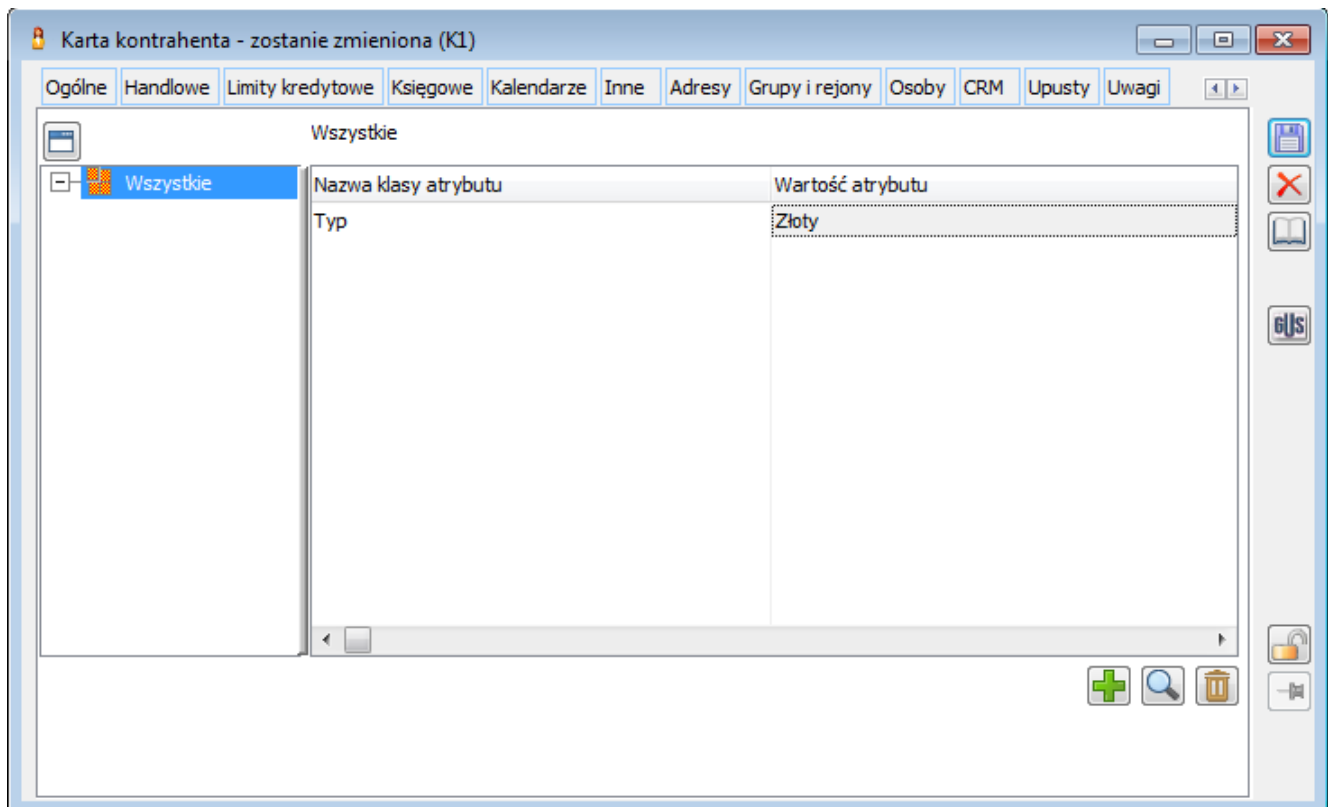 Karta kontrahenta - zostanie zmieniona (K1)
Ogólne Handlowe Limity kredytowe Księgowe Kalendarze Inne Adresy Grupy i rejony Osoby CRM Upusty Uwagi
Wszystkie
Wszystkie Nazwa klasy atrybutu Wartość atrybutu
Typ Złoty
GUS